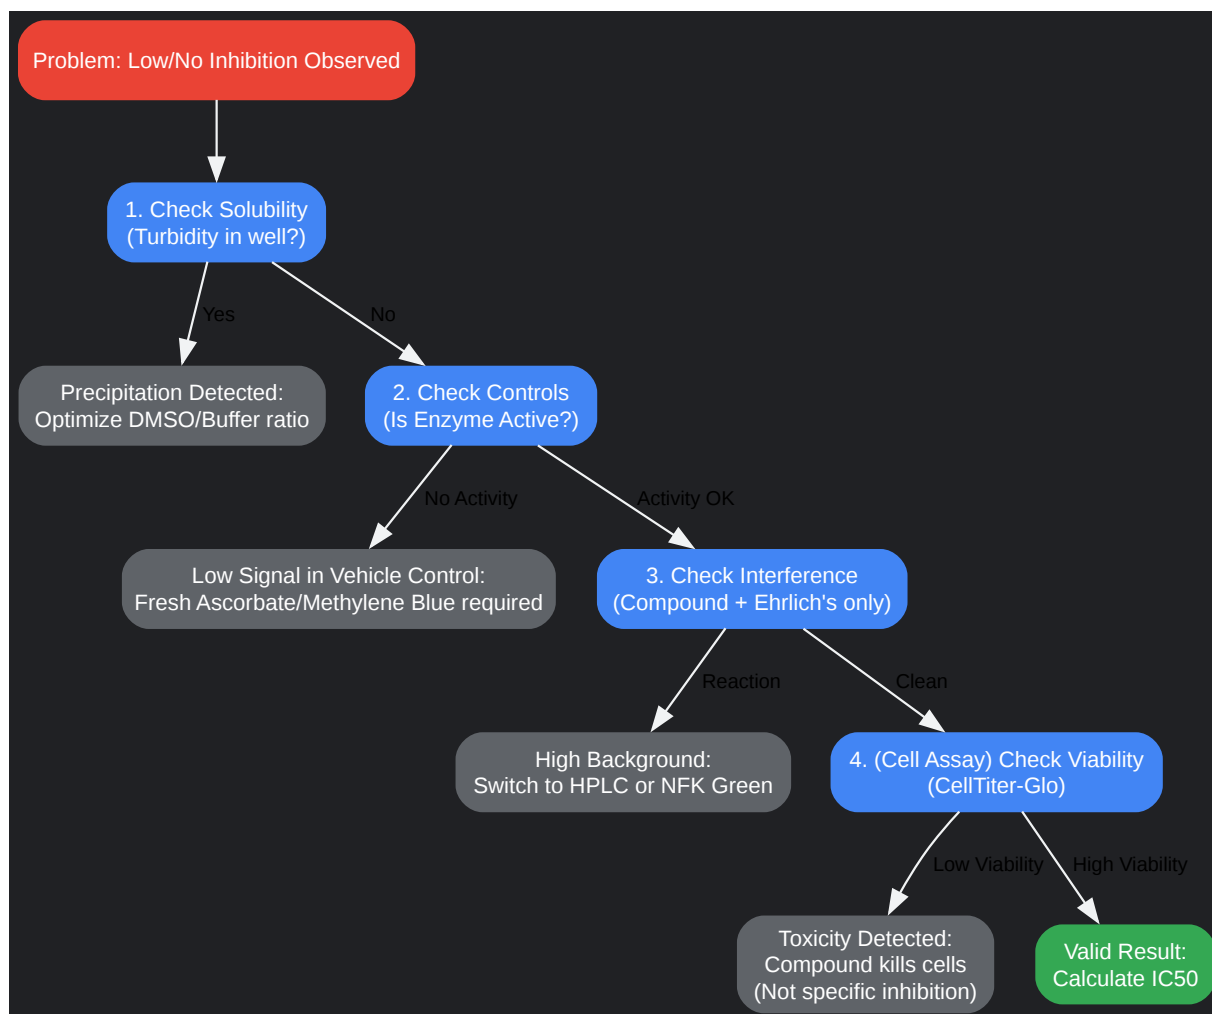 Problem: Low/No Inhibition Observed
1. Check Solubility
(Turbidity in well?)
Yes
No
Precipitation Detected:
Optimize DMSO/Buffer ratio
2. Check Controls
(Is Enzyme Active?)
No Activity
Activity OK
Low Signal in Vehicle Control:
Fresh Ascorbate/Methylene Blue required
3. Check Interference
(Compound + Ehrlich's only)
Reaction
Clean
High Background:
Switch to HPLC or NFK Green
4. (Cell Assay) Check Viability
(CellTiter-Glo)
Low Viability
High Viability
Toxicity Detected:
Compound kills cells
(Not specific inhibition)
Valid Result:
Calculate IC50